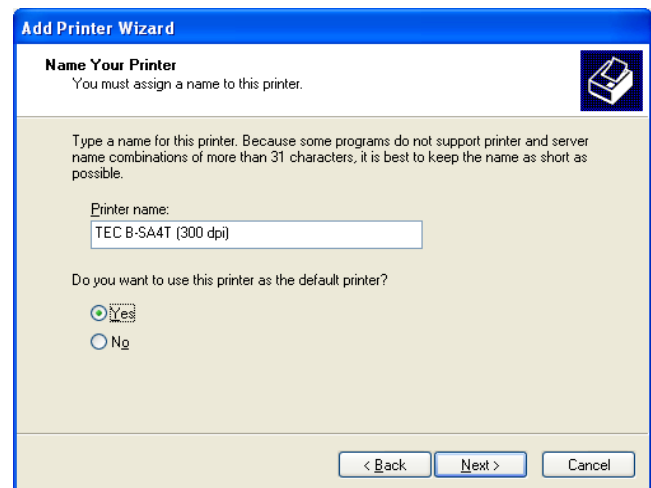 Add Printer Wizard
Name Your Printer
You must assign a name to this printer.
Type a name for this printer. Because some programs do not support printer and server
name combinations of more than 31 characters, it is best to keep the name as short as
possible.
Printer name:
TEC B-SA4T (300 dpi)
Do you want to use this printer as the default printer?
Yes
No
< Back Next > Cancel